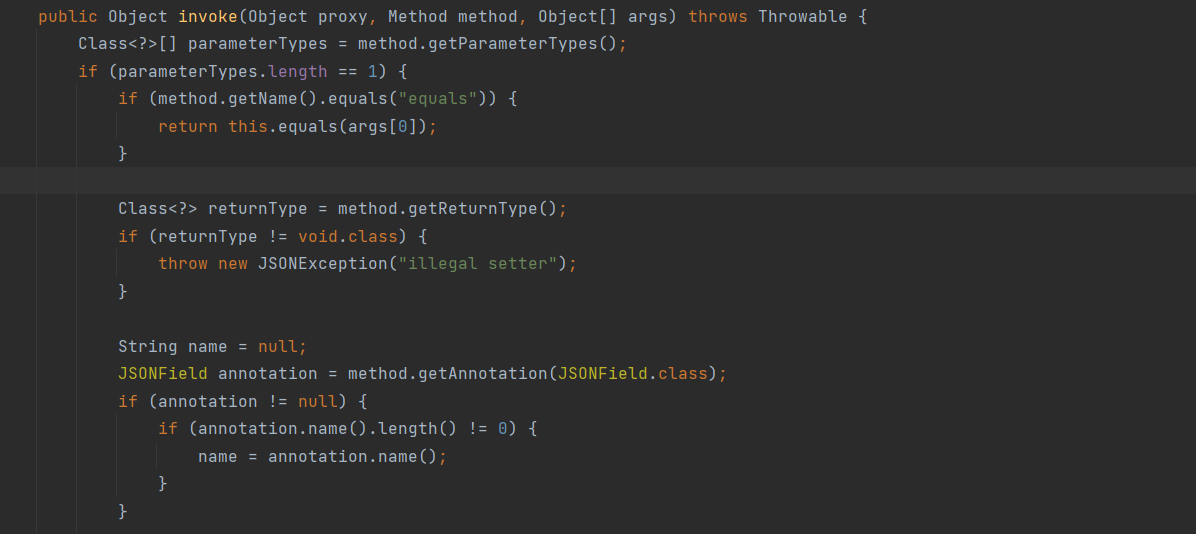 public Object invoke(Object proxy, Method method, Object[] args) throws Throwable {
Class<?>[] parameterTypes = method.getParameterTypes();
if (parameterTypes.length == 1) {
if (method.getName().equals("equals")) {
return this.equals(args[0]);
}
Class<?> returnType = method.getReturnType();
if (returnType != void.class) {
throw new JSONException("illegal setter");
}
String name = null;
JSONField annotation = method.getAnnotation(JSONField.class);
if (annotation != null) {
if (annotation.name().length() != 0) {
name = annotation.name();
}
}